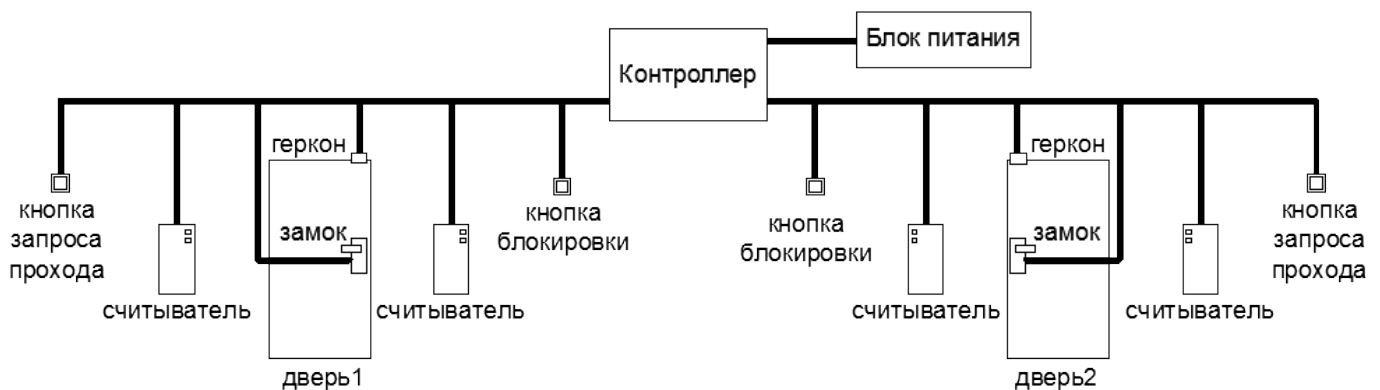 Блок питания
Контроллер
геркон
геркон
кнопка
запроса
прохода
замок
кнопка
блокировки
кнопка
блокировки
замок
кнопка
запроса
прохода
считыватель
считыватель
считыватель
считыватель
дверь1
дверь2